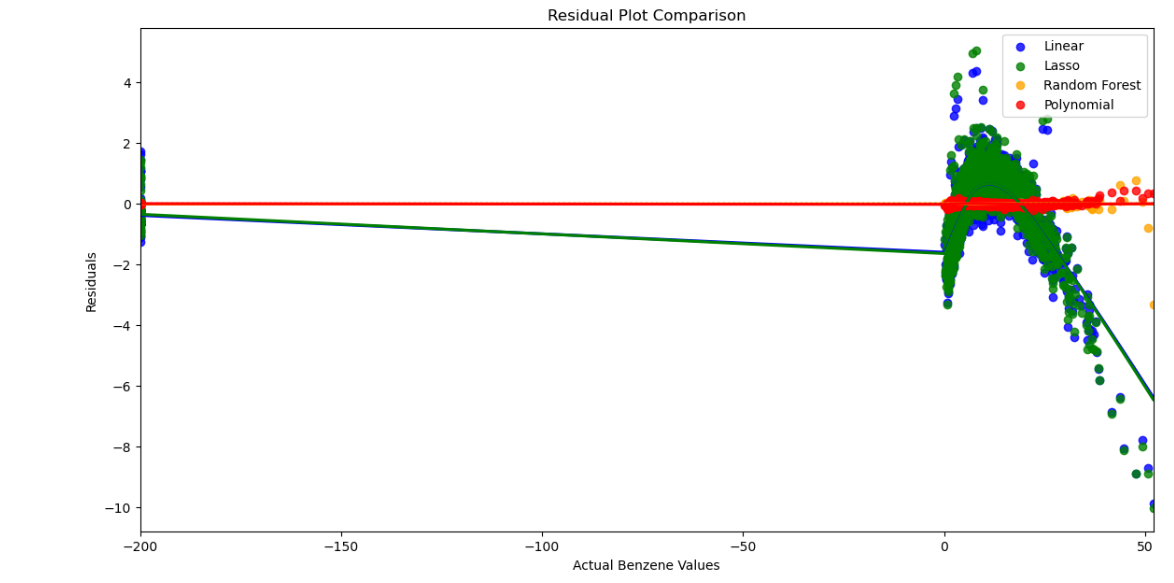 Residual Plot Comparison
Linear
Lasso
Random Forest
Polynomial
4
2
0
−2
−4
−6
−8
−10
Residuals
−200
−150
−100
−50
0
50
Actual Benzene Values